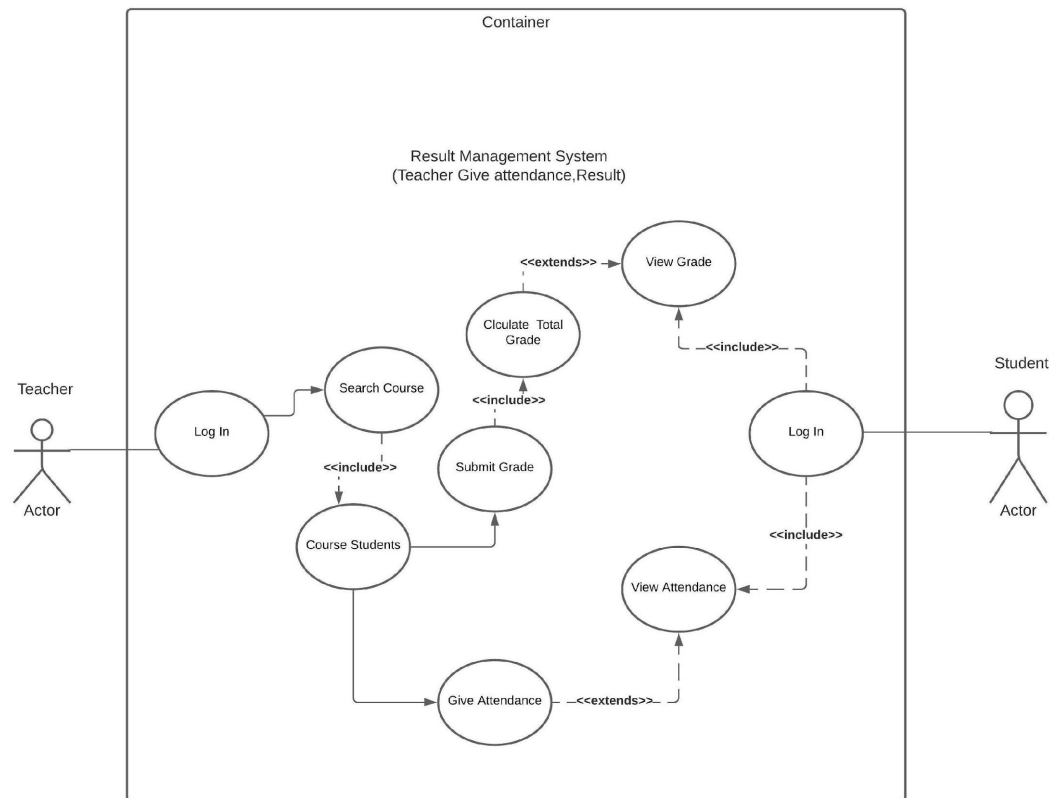 Container
Result Management System
(Teacher Give attendance,Result)
<<extends>>
View Grade
Clculate Total
Grade
<<include>>
Student
Teacher
Search Course
<<include>>
Log In
Log In
<<include>>
Submit Grade
Actor
Actor
<<include>>
Course Students
View Attendance
Give Attendance
<<extends>>